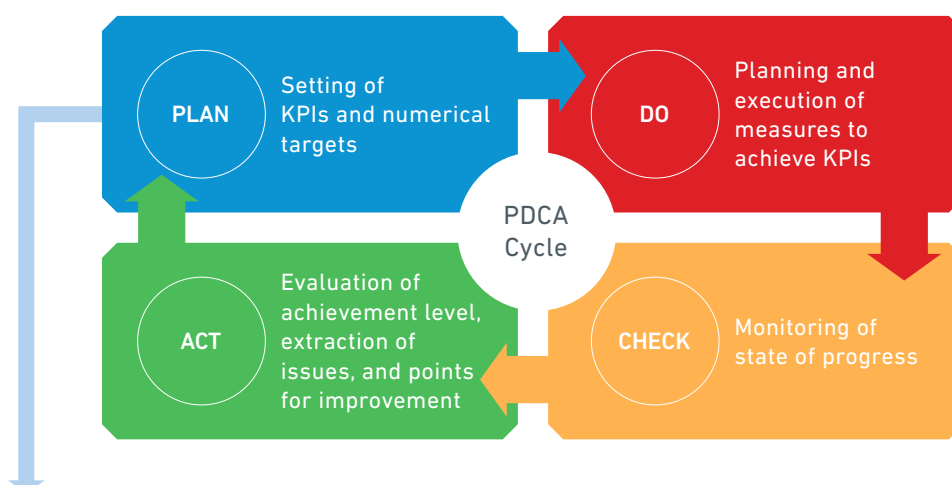 PLAN
Setting of
KPIs and numerical
targets
DO
Planning and
execution of
measures to
achieve KPIs
PDCA
Cycle
ACT
Evaluation of
achievement level,
extraction of
issues, and points
for improvement
CHECK
Monitoring of
state of progress